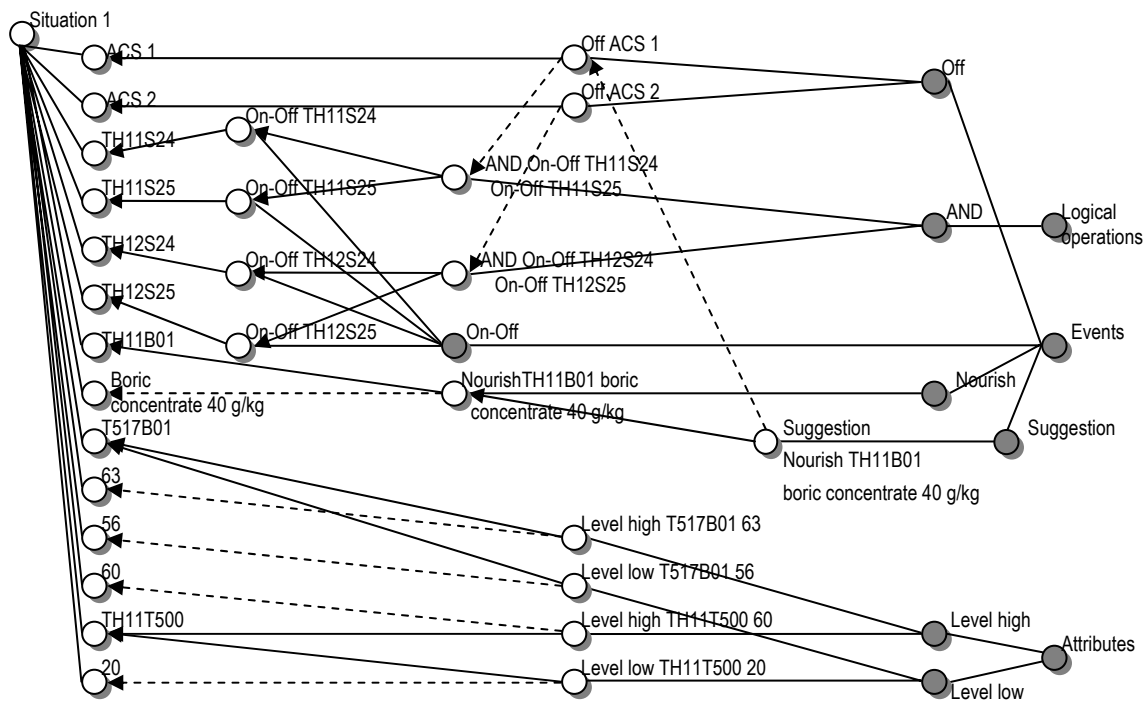 Situation 1
ACS 1
Off ACS 1
Off
ACS 2
Off ACS 2
TH11S24
On-Off TH11S24
AND On-Off TH11S24
On-Off TH11S25
TH11S25
On-Off TH11S25
AND
Logical
operations
TH12S24
On-Off TH12S24
AND On-Off TH12S24
On-Off TH12S25
TH12S25
On-Off TH12S25
On-Off
Events
TH11B01
Boric
concentrate 40 g/kg
NourishTH11B01 boric
concentrate 40 g/kg
Nourish
T517B01
Suggestion
Nourish TH11B01
boric concentrate 40 g/kg
Suggestion
63
Level high T517B01 63
56
Level low T517B01 56
60
Level high TH11T500 60
Level high
TH11T500
Attributes
20
Level low TH11T500 20
Level low